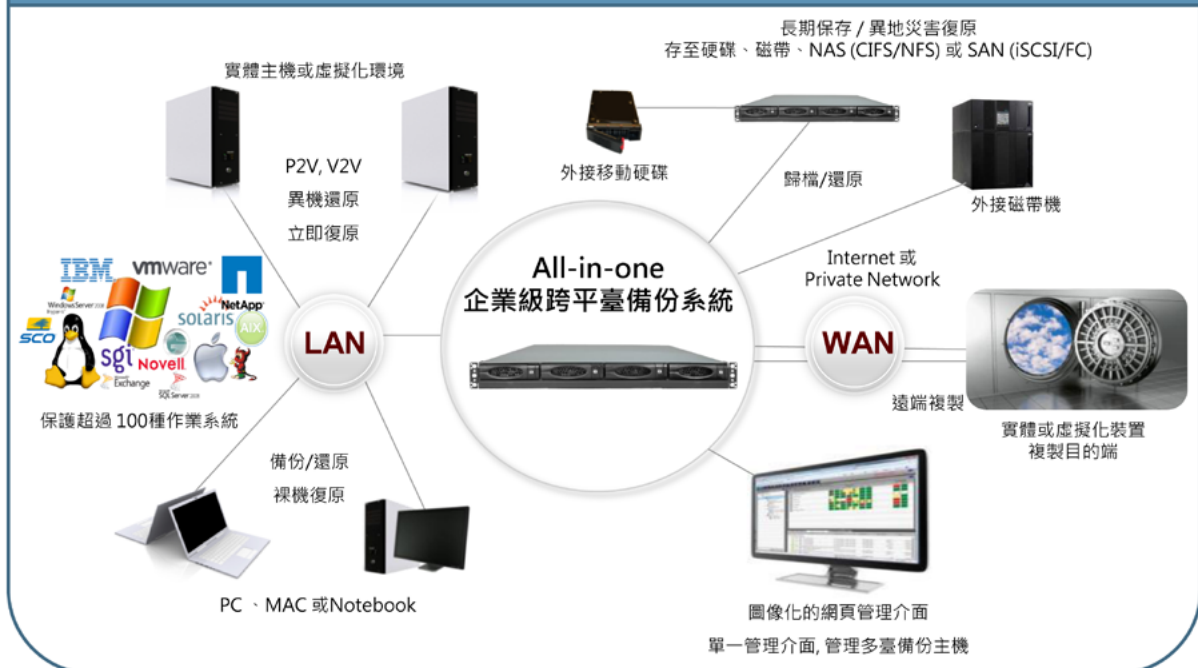 長期保存 / 異地災害復原
存至硬碟、磁帶、NAS (CIFS/NFS) 或 SAN (iSCSI/FC)
實體主機或虛擬化環境
P2V, V2V
異機還原
立即復原
外接移動硬碟
歸檔/還原
外接磁帶機
All-in-one
企業級跨平臺備份系統
Internet 或
Private Network
IBM
vmware
NetApp
solaris
AIX
SCO
sgi
Novell
Exchange
LAN
WAN
保護超過 100種作業系統
遠端複製
實體或虛擬化裝置
複製目的端
備份/還原
裸機復原
PC 、MAC 或Notebook
圖像化的網頁管理介面
單一管理介面, 管理多臺備份主機